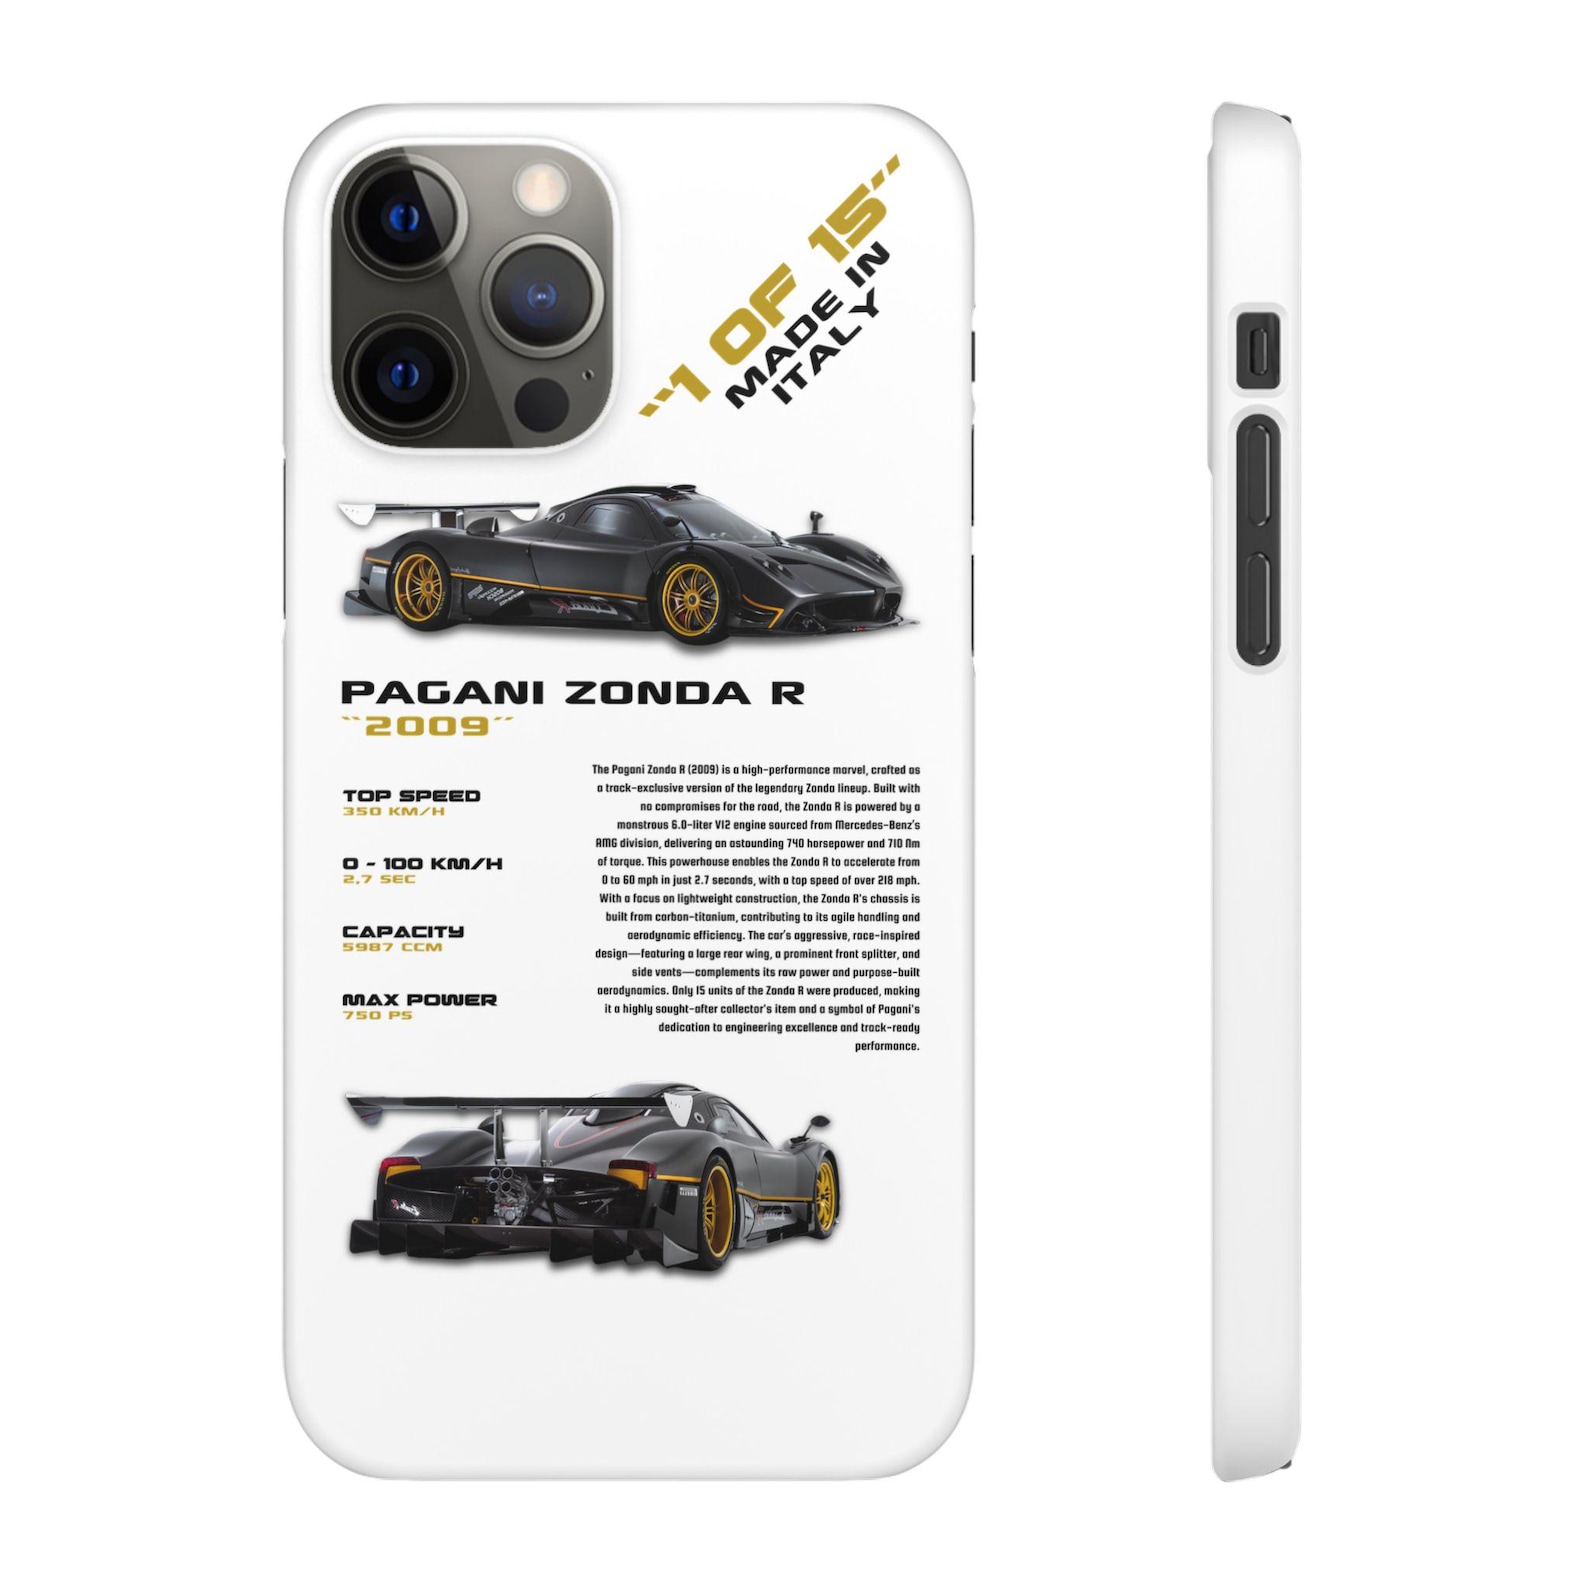 "1 OF 15"
MADE IN
ITALY
PAGANI ZONDA R
"2009"
TOP SPEED
350 KM/H
0 - 100 KM/H
2,7 SEC
CAPACITY
5987 CCM
MAX POWER
750 PS
The Pagani Zonda R (2009) is a high-performance marvel, crafted as
a track-exclusive version of the legendary Zonda lineup. Built with
no compromises for the road, the Zonda R is powered by a
monstrous 6.0-liter V12 engine sourced from Mercedes-Benz's
AMG division, delivering an astounding 740 horsepower and 710 Nm
of torque. This powerhouse enables the Zonda R to accelerate from
0 to 60 mph in just 2.7 seconds, with a top speed of over 218 mph.
With a focus on lightweight construction, the Zonda R's chassis is
built from carbon-titanium, contributing to its agile handling and
aerodynamic efficiency. The car's aggressive, race-inspired
design—featuring a large rear wing, a prominent front splitter, and
side vents—complements its raw power and purpose-built
aerodynamics. Only 15 units of the Zonda R were produced, making
it a highly sought-after collector's item and a symbol of Pagani's
dedication to engineering excellence and track-ready
performance.